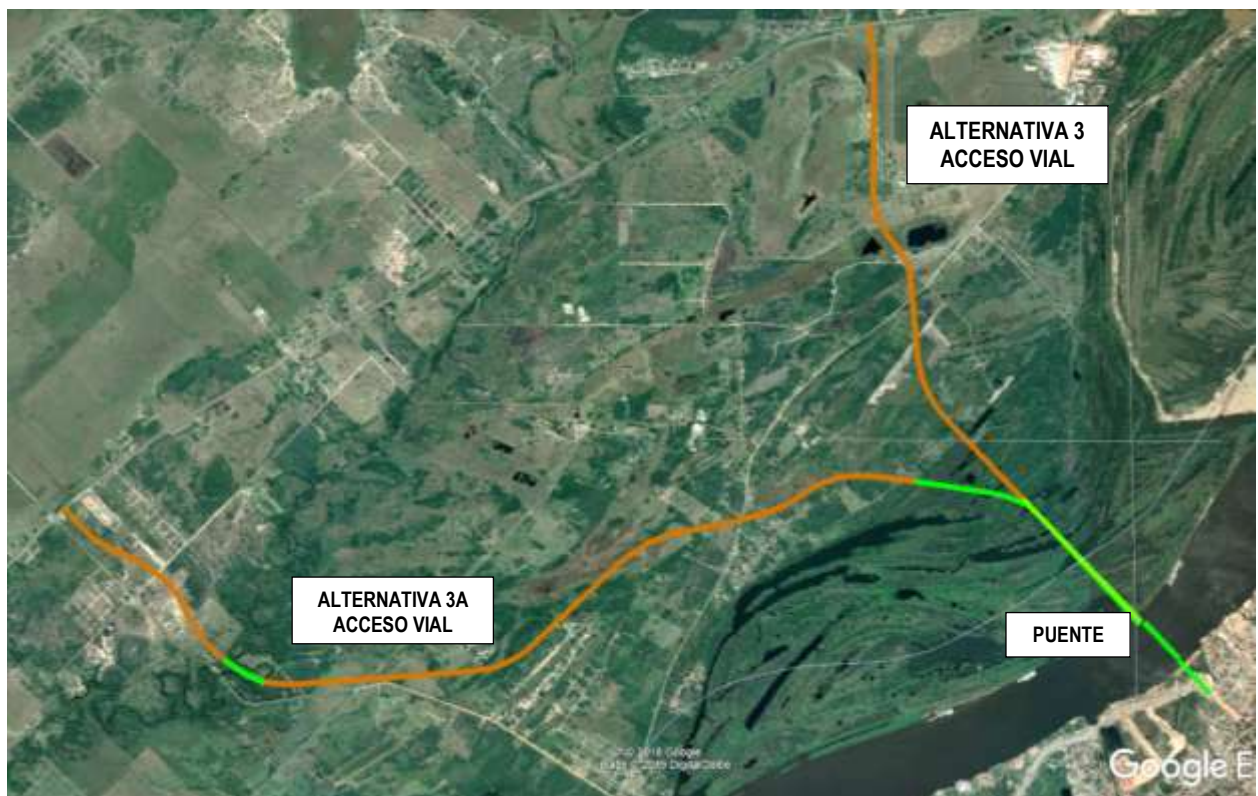 ALTERNATIVA 3
ACCESO VIAL
ALTERNATIVA 3A
ACCESO VIAL
PUENTE
Google E